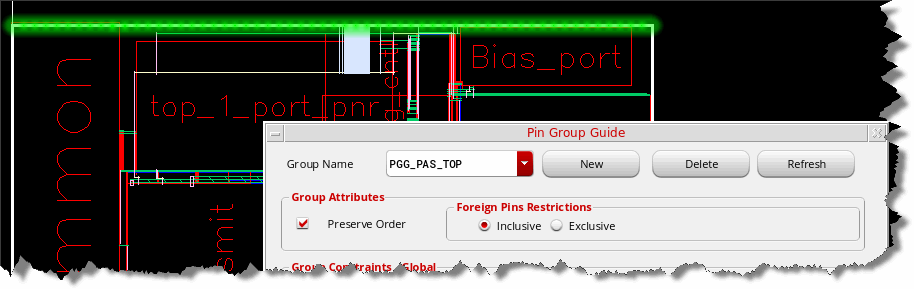 Bias_port
top_1_port_pnr
mmon
smit
Pin Group Guide
Group Name
PGG_PAS_TOP
New
Delete
Refresh
Group Attributes
Preserve Order
Foreign Pins Restrictions
Inclusive
Exclusive
Group Constraints Global